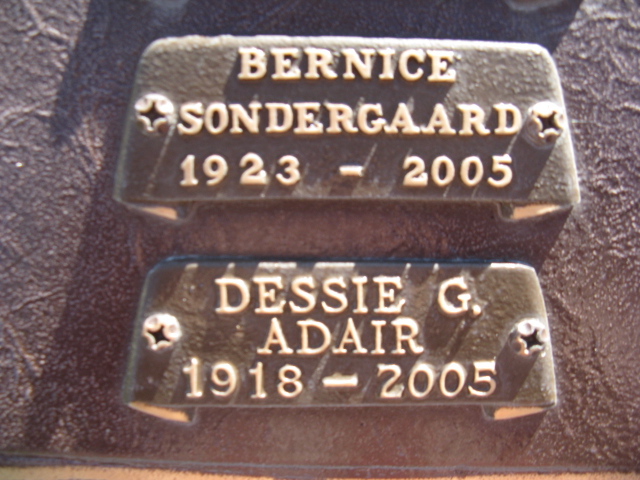 BERNICE
SONDERGAARD
1923 - 2005
DESSIE G.
ADAIR
1918 - 2005